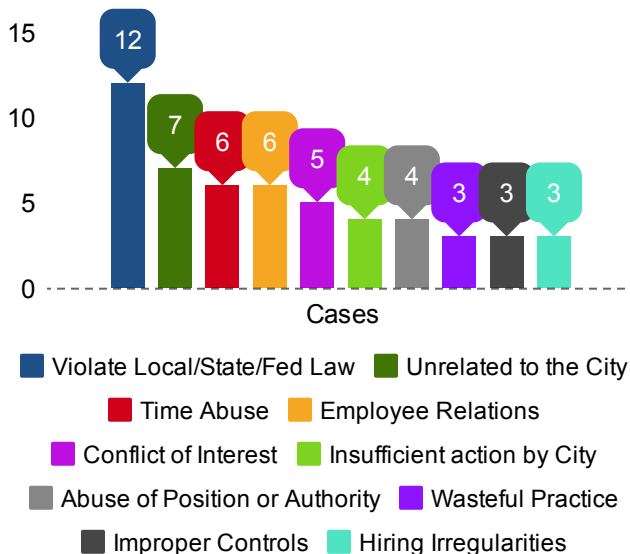 15
12
10
7
6
6
5
5
4
4
3
3
3
0
Cases
Violate Local/State/Fed Law Unrelated to the City
Time Abuse Employee Relations
Conflict of Interest Insufficient action by City
Abuse of Position or Authority Wasteful Practice
Improper Controls Hiring Irregularities